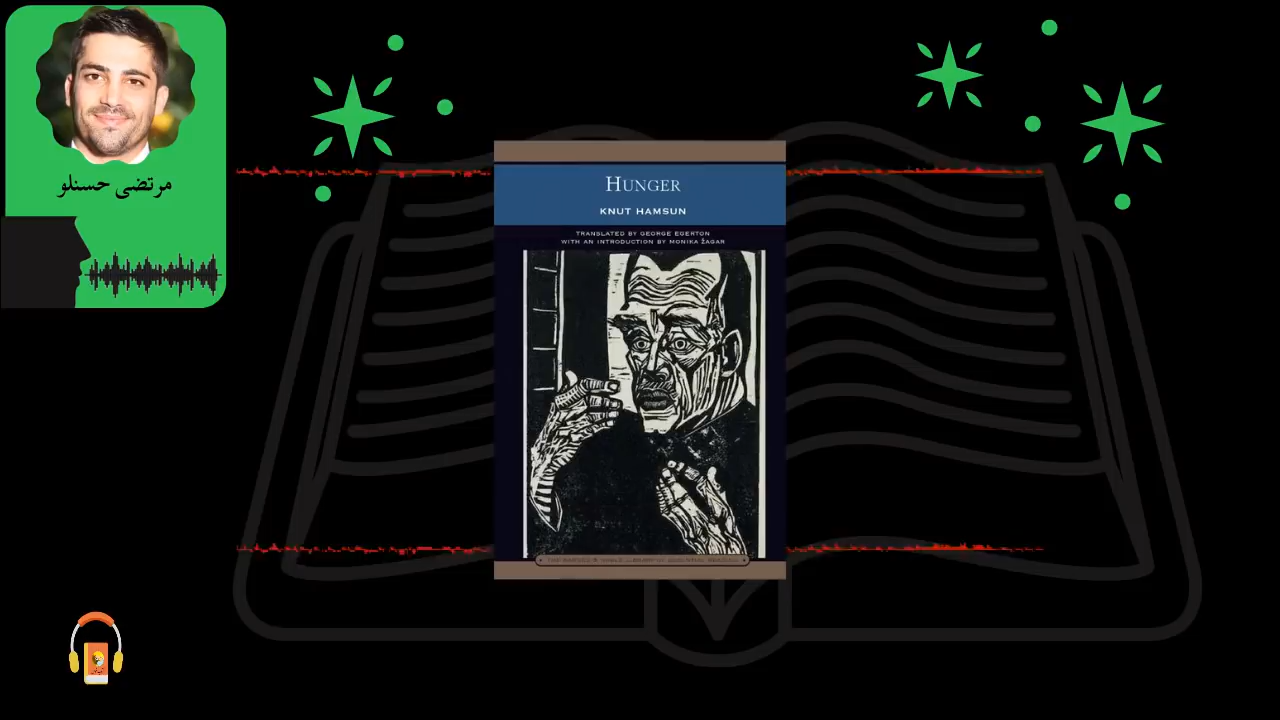 مرتضی حسنلو
HUNGER
KNUT HAMSUN
TRANSLATED BY GEORGE EGERTON
WITH AN INTRODUCTION BY MONIKA ŽAGAR